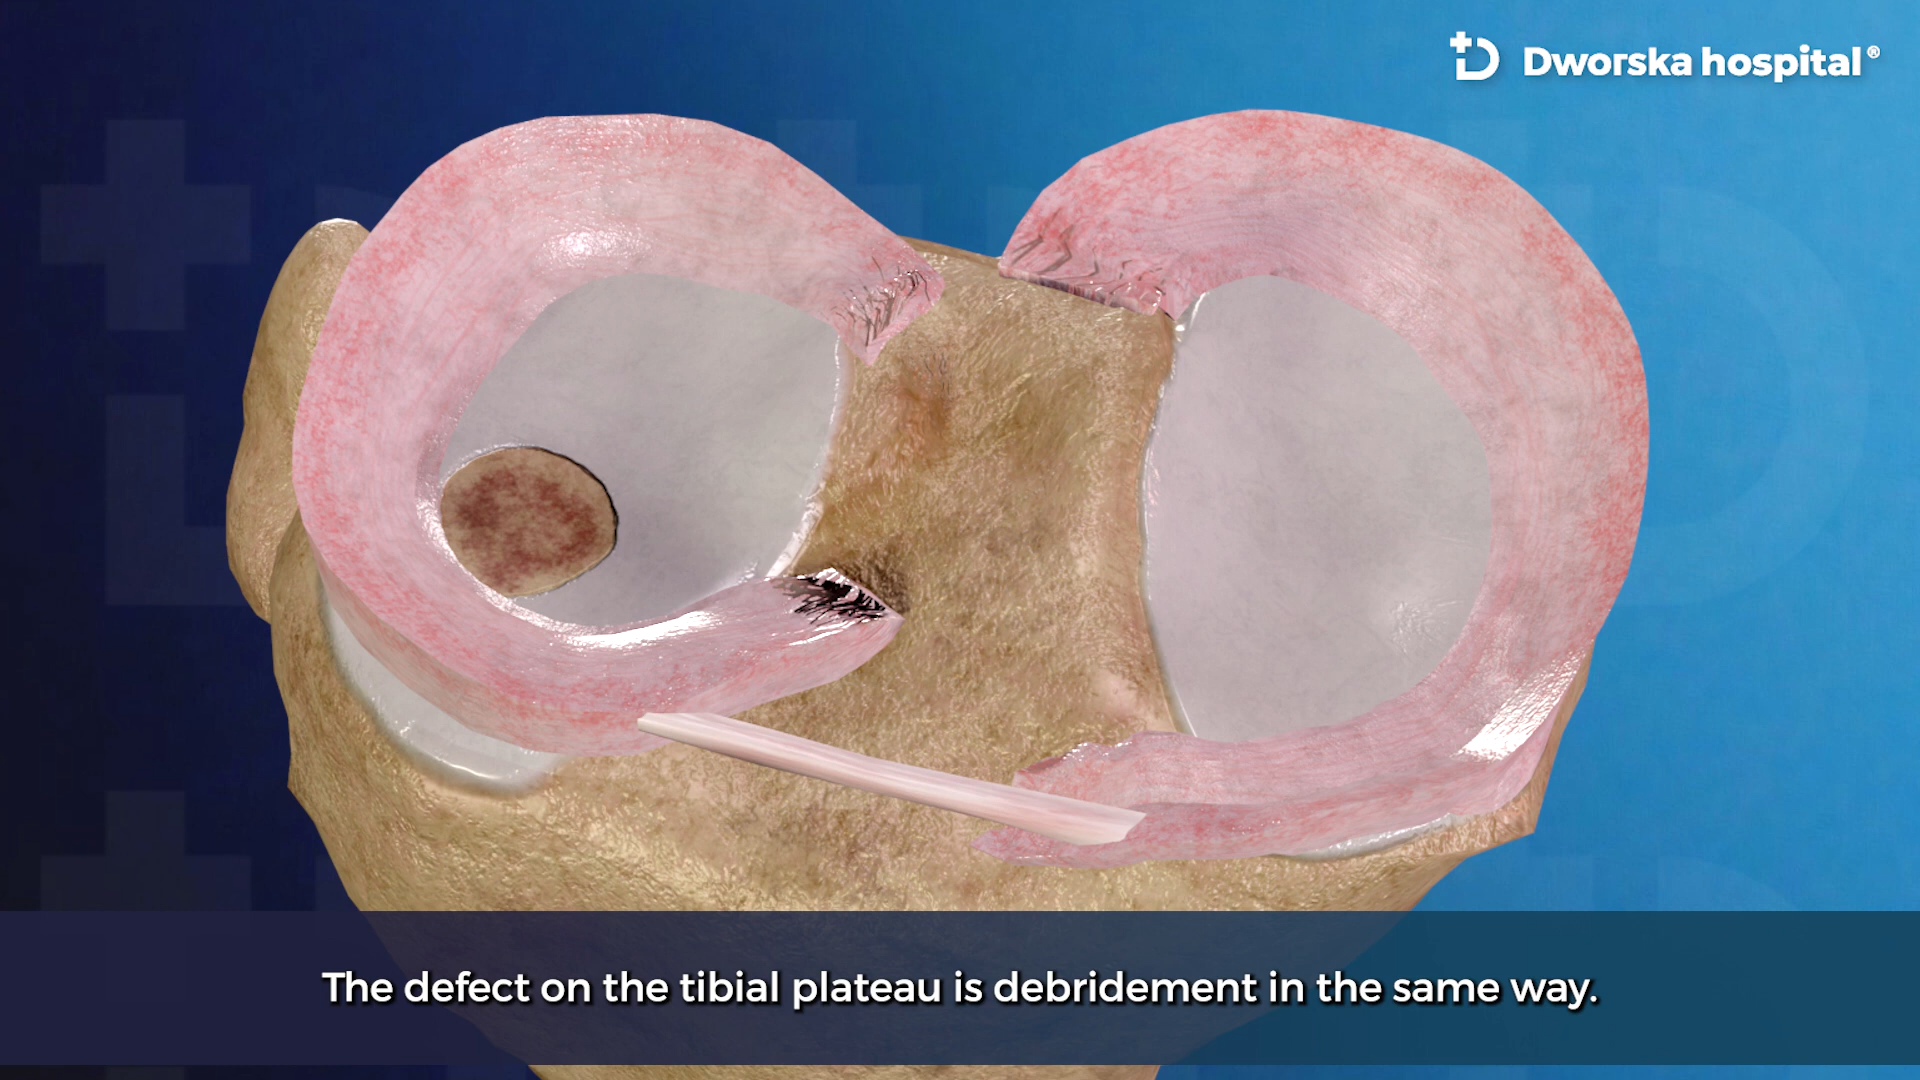 Dworska hospital®
The defect on the tibial plateau is debridement in the same way.